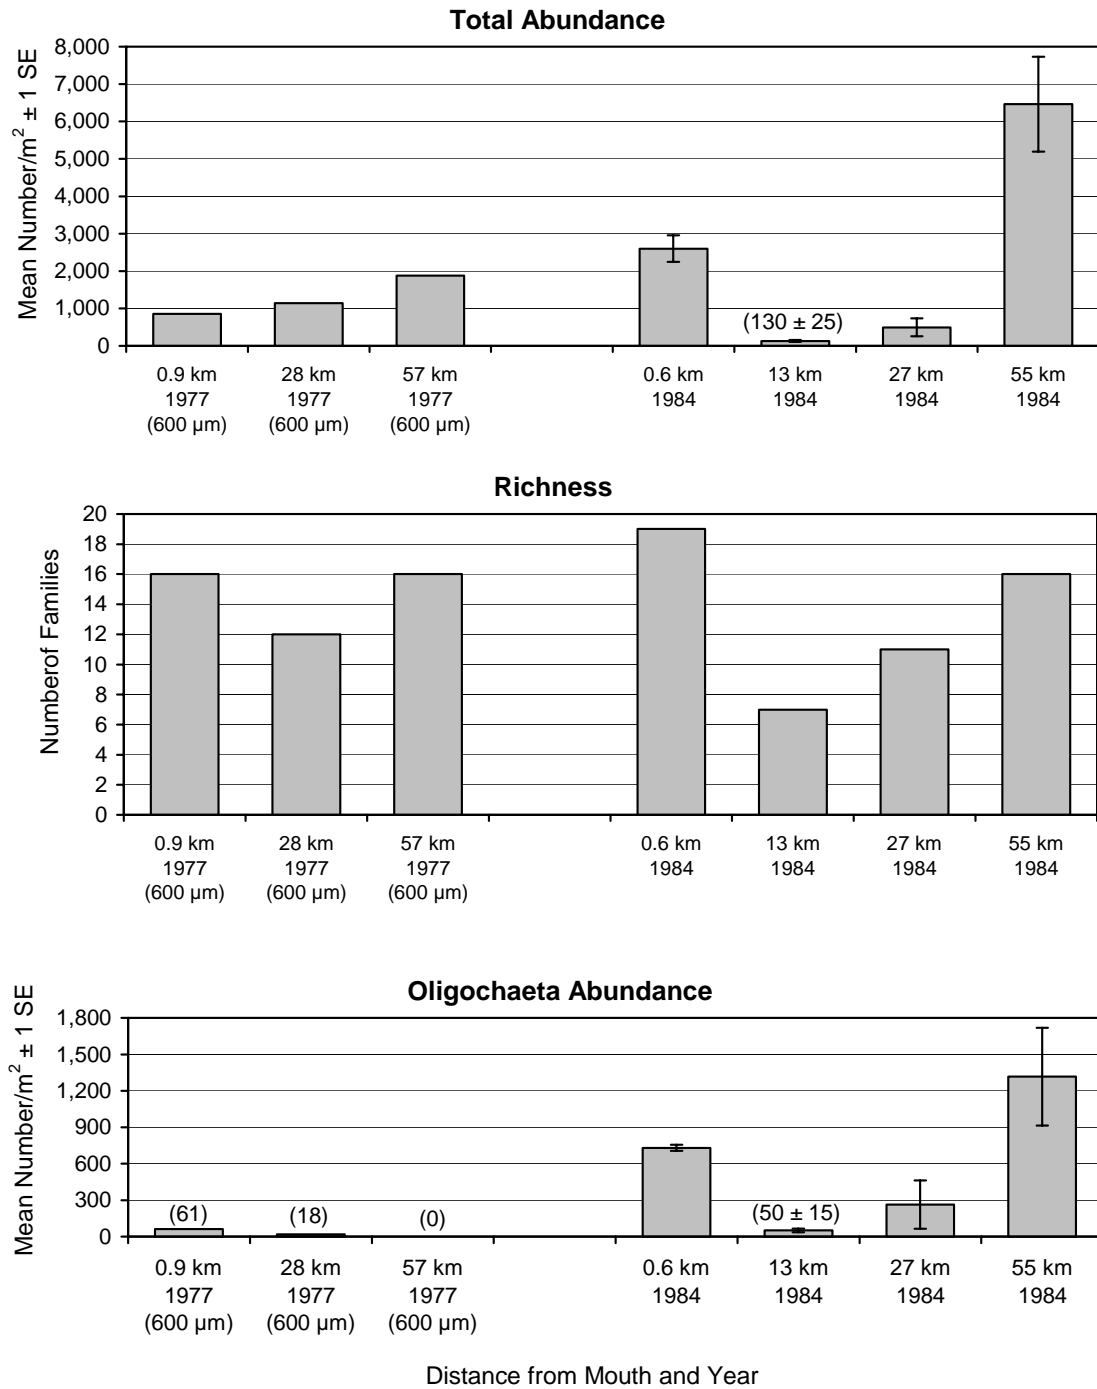 Total Abundance
Mean Number/m² ± 1 SE
8,000
7,000
6,000
5,000
4,000
3,000
2,000
1,000
0
(130 ± 25)
0.9 km 28 km 57 km 0.6 km 13 km 27 km 55 km
1977 1977 1977 1984 1984 1984 1984
(600 µm) (600 µm) (600 µm)
Richness
Numberof Families
20
18
16
14
12
10
8
6
4
2
0
0.9 km 28 km 57 km 0.6 km 13 km 27 km 55 km
1977 1977 1977 1984 1984 1984 1984
(600 µm) (600 µm) (600 µm)
Oligochaeta Abundance
Mean Number/m² ± 1 SE
1,800
1,500
1,200
900
600
300
0
(61) (18) (0) (50 ± 15)
0.9 km 28 km 57 km 0.6 km 13 km 27 km 55 km
1977 1977 1977 1984 1984 1984 1984
(600 µm) (600 µm) (600 µm)
Distance from Mouth and Year